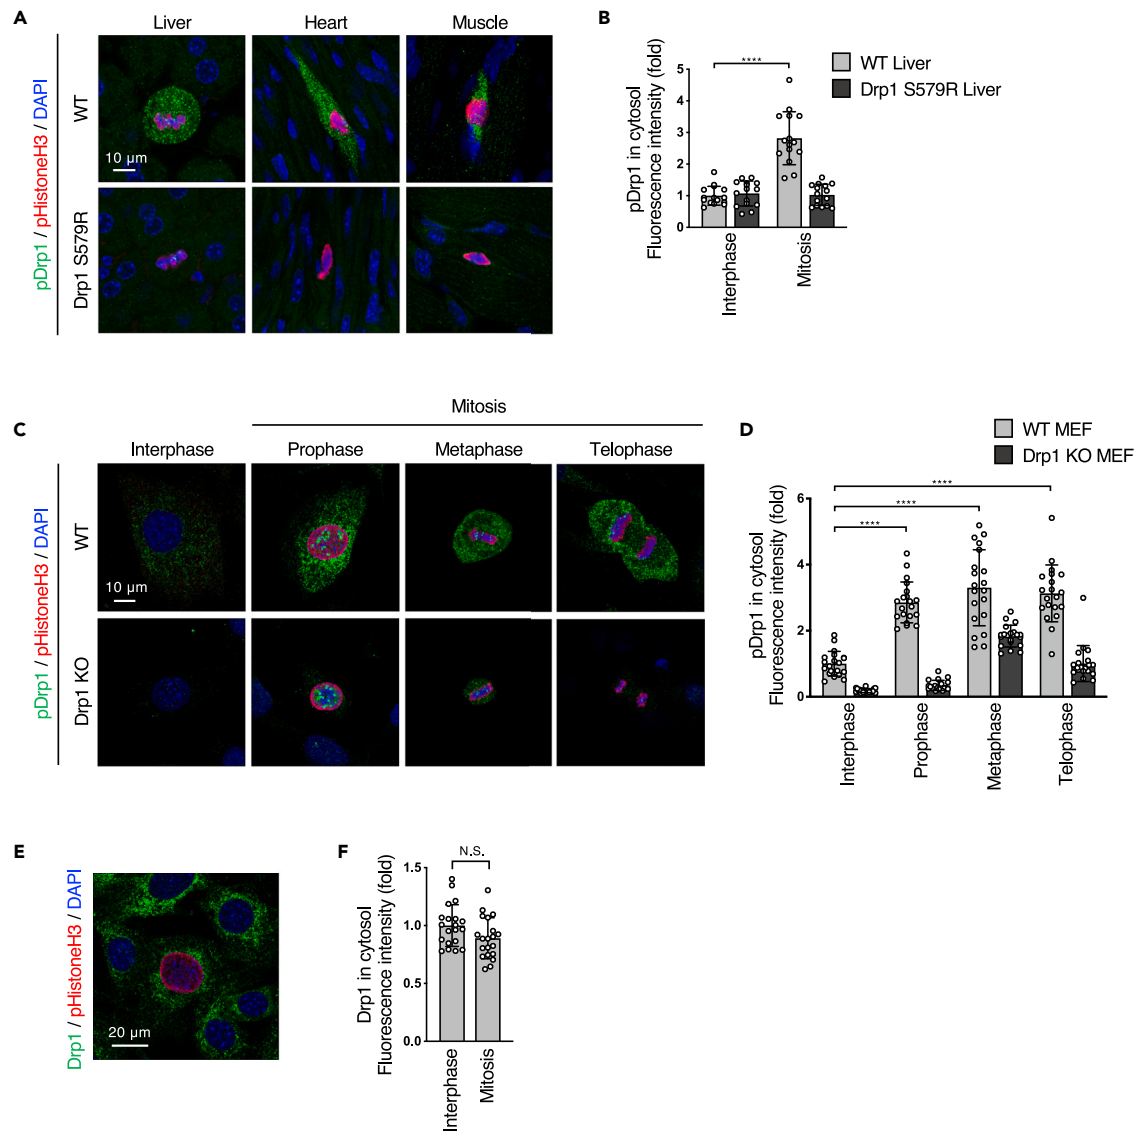 A
Liver
Heart
Muscle
pDrp1 / pHistoneH3 / DAPI
WT
Drp1 S579R
10 µm
B
WT Liver
Drp1 S579R Liver
pDrp1 in cytosol
Fluorescence intensity (fold)
5
4
3
2
1
0
****
Interphase
Mitosis
C
Mitosis
Interphase
Prophase
Metaphase
Telophase
pDrp1 / pHistoneH3 / DAPI
WT
Drp1 KO
10 µm
D
WT MEF
Drp1 KO MEF
pDrp1 in cytosol
Fluorescence intensity (fold)
6
4
2
0
****
****
****
Interphase
Prophase
Metaphase
Telophase
E
Drp1 / pHistoneH3 / DAPI
20 µm
F
Drp1 in cytosol
Fluorescence intensity (fold)
1.5
1.0
0.5
0.0
N.S.
Interphase
Mitosis